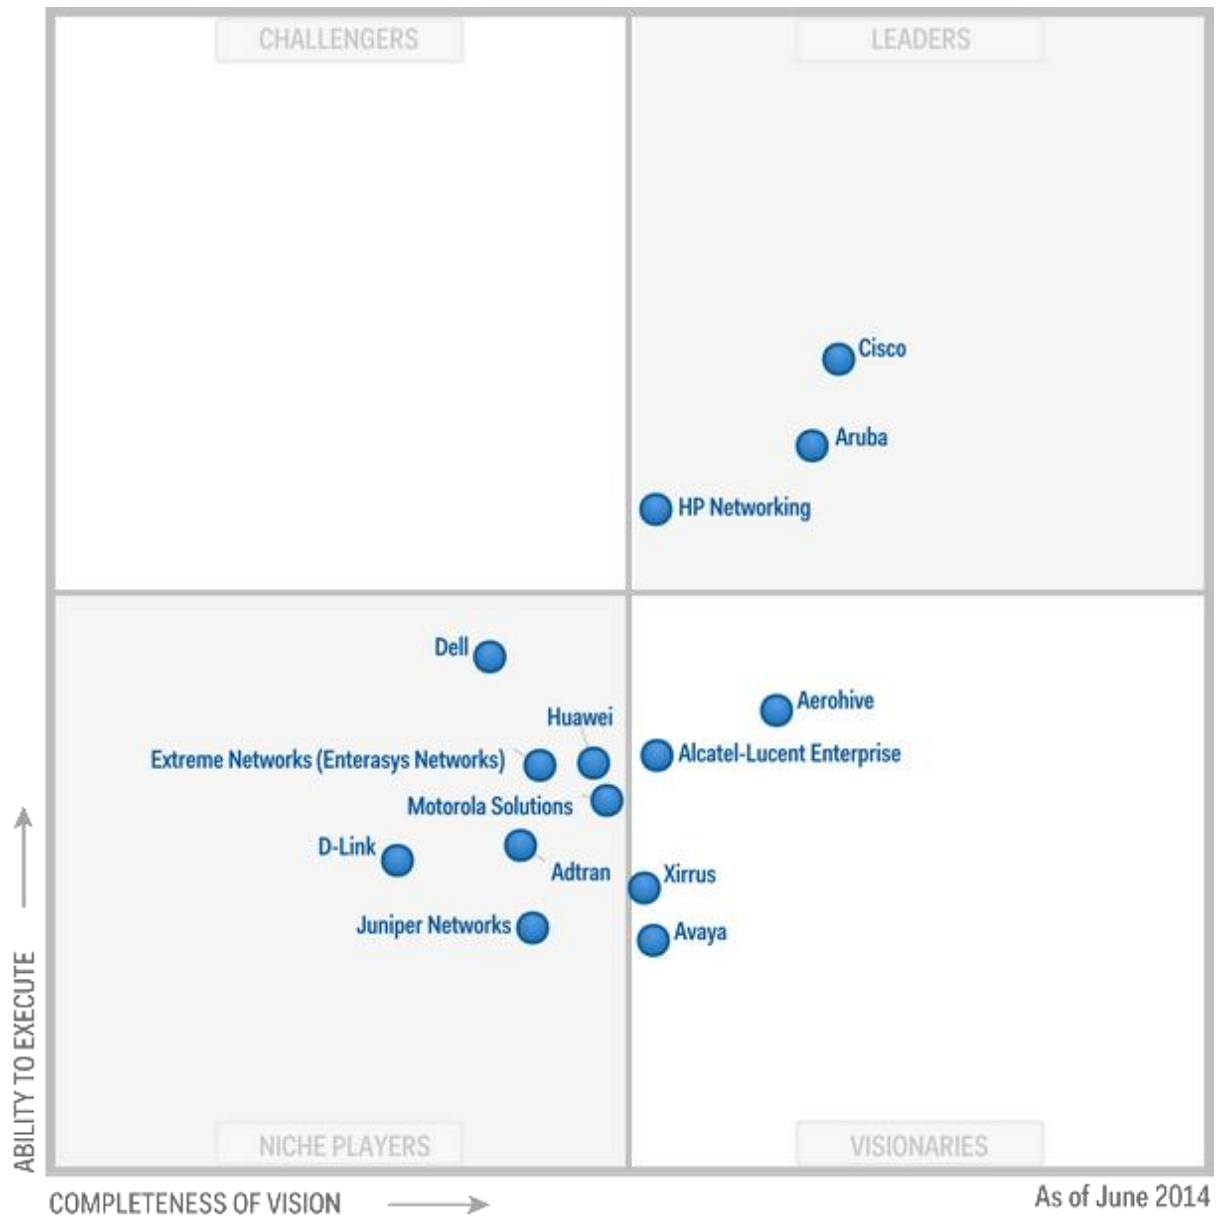 CHALLENGERS
LEADERS
Cisco
Aruba
HP Networking
Dell
Aerohive
Huawei
Extreme Networks (Enterasys Networks)
Alcatel-Lucent Enterprise
Motorola Solutions
D-Link
Adtran
Xirrus
Juniper Networks
Avaya
ABILITY TO EXECUTE
NICHE PLAYERS
VISIONARIES
COMPLETENESS OF VISION
As of June 2014